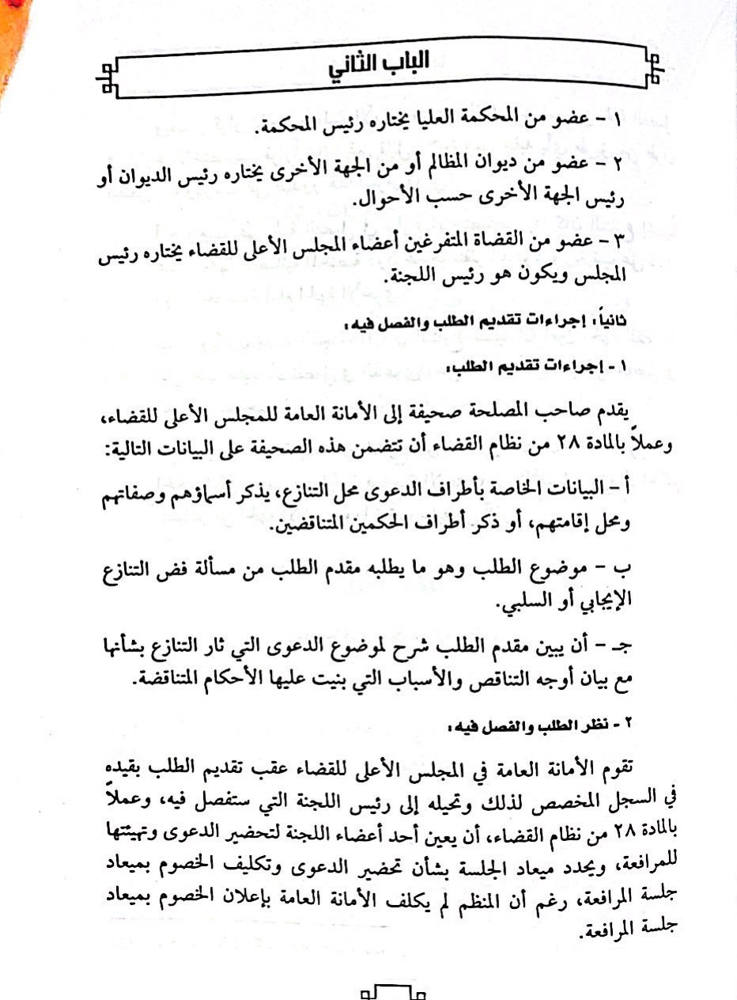 الباب الثاني
١ - عضو من المحكمة العليا يختاره رئيس المحكمة.
٢ - عضو من ديوان المظالم أو من الجهة الأخرى يختاره رئيس الديوان أو
رئيس الجهة الأخرى حسب الأحوال.
٣ - عضو من القضاة المتفرغين أعضاء المجلس الأعلى للقضاء يختاره رئيس
المجلس ويكون هو رئيس اللجنة.
ثانياً: إجراءات تقديم الطلب والفصل فيه:
١ - إجراءات تقديم الطلب:
يقدم صاحب المصلحة صحيفة إلى الأمانة العامة للمجلس الأعلى للقضاء،
وعملاً بالمادة ٢٨ من نظام القضاء أن تتضمن هذه الصحيفة على البيانات التالية:
أ - البيانات الخاصة بأطراف الدعوى محل التنازع، يذكر أسماؤهم وصفاتهم
ومحل إقامتهم، أو ذكر أطراف الحكمين المتناقضين.
ب - موضوع الطلب وهو ما يطلبه مقدم الطلب من مسألة فض التنازع
الإيجابي أو السلبي.
جـ - أن يبين مقدم الطلب شرح لموضوع الدعوى التي ثار التنازع بشأنها
مع بيان أوجه التناقص والأسباب التي بنيت عليها الأحكام المتناقضة.
٢ - نظر الطلب والفصل فيه:
تقوم الأمانة العامة في المجلس الأعلى للقضاء عقب تقديم الطلب بقيده
في السجل المخصص لذلك وتحيله إلى رئيس اللجنة التي ستفصل فيه، وعملاً
بالمادة ٢٨ من نظام القضاء، أن يعين أحد أعضاء اللجنة لتحضير الدعوى وتهيئتها
للمرافعة، ويحدد ميعاد الجلسة بشأن تحضير الدعوى وتكليف الخصوم بميعاد
جلسة المرافعة، رغم أن المنظم لم يكلف الأمانة العامة بإعلان الخصوم بميعاد
جلسة المرافعة.